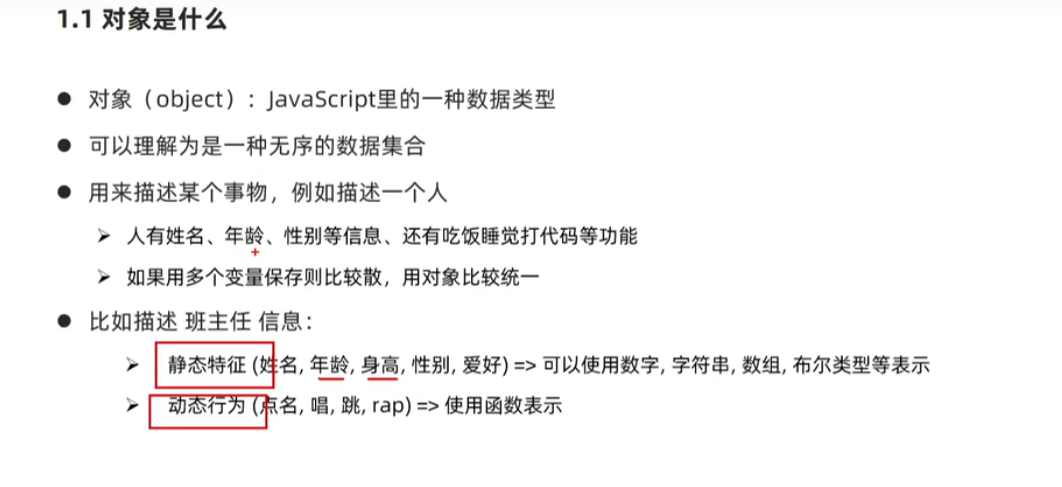 1.1 对象是什么
● 对象（object）：JavaScript里的一种数据类型
● 可以理解为是一种无序的数据集合
● 用来描述某个事物，例如描述一个人
➢ 人有姓名、年龄、性别等信息、还有吃饭睡觉打代码等功能
➢ 如果用多个变量保存则比较散，用对象比较统一
● 比如描述 班主任 信息：
➢ 静态特征 (姓名, 年龄, 身高, 性别, 爱好) => 可以使用数字, 字符串, 数组, 布尔类型等表示
➢ 动态行为 (点名, 唱, 跳, rap) => 使用函数表示